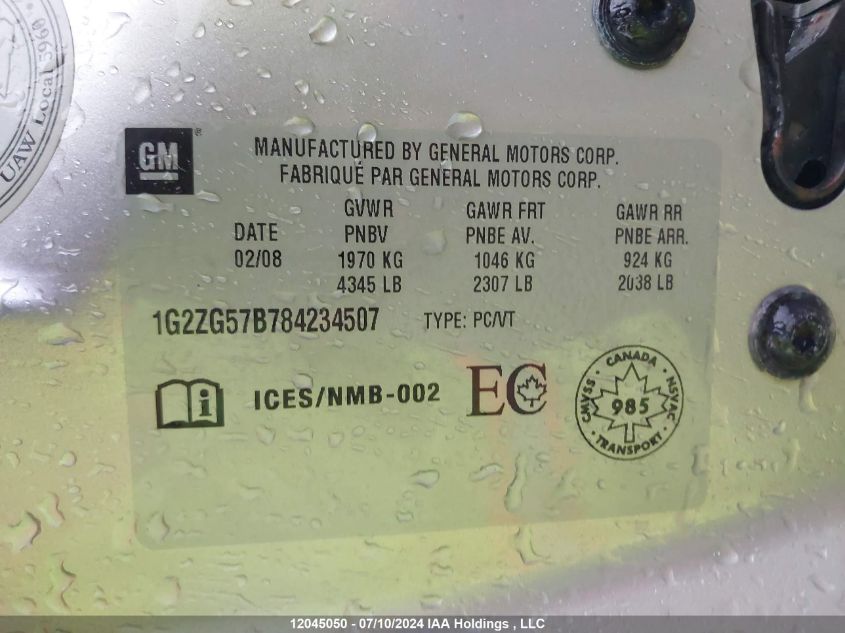 UAW Local 5960
GM®
MANUFACTURED BY GENERAL MOTORS CORP.
FABRIQUÉ PAR GENERAL MOTORS CORP.
DATE GVWR GAWR FRT GAWR RR
PNBV PNBE AV. PNBE ARR.
02/08 1970 KG 1046 KG 924 KG
4345 LB 2307 LB 2038 LB
1G2ZG57B784234507 TYPE: PC/VT
i ICES/NMB-002 EC
CANADA
CMVSS 985 NSVAC
TRANSPORT
12045050 - 07/10/2024 IAA Holdings , LLC